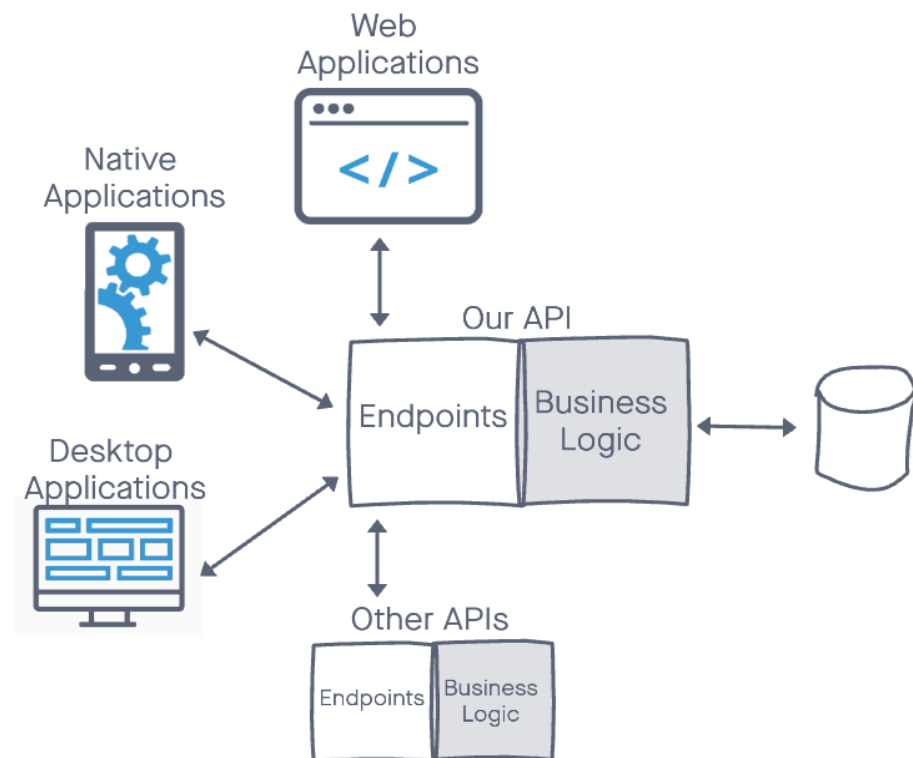 Web
Applications
</>
Native
Applications
Our API
Endpoints
Business
Logic
Desktop
Applications
Other APIs
Endpoints
Business
Logic